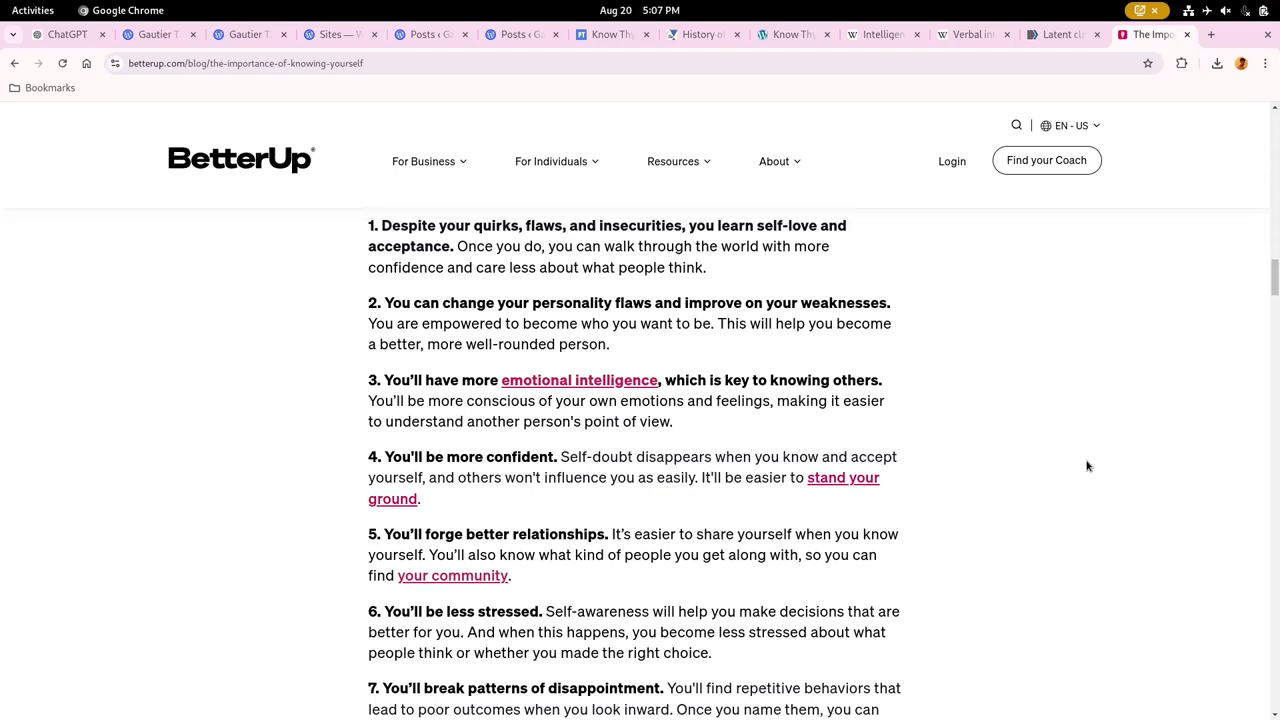 Activities
Google Chrome
Aug 20 5:07 PM
ChatGPT
Gautier T
Gautier T
Sites — W
Posts ‹ G
Posts ‹ G
Know Thy
History of
Know Thy
Intelligen
Verbal in
Latent cl
The Impo
betterup.com/blog/the-importance-of-knowing-yourself
Bookmarks
EN - US
BetterUp®
For Business
For Individuals
Resources
About
Login
Find your Coach
1. Despite your quirks, flaws, and insecurities, you learn self-love and
acceptance. Once you do, you can walk through the world with more
confidence and care less about what people think.
2. You can change your personality flaws and improve on your weaknesses.
You are empowered to become who you want to be. This will help you become
a better, more well-rounded person.
3. You’ll have more emotional intelligence, which is key to knowing others.
You’ll be more conscious of your own emotions and feelings, making it easier
to understand another person's point of view.
4. You'll be more confident. Self-doubt disappears when you know and accept
yourself, and others won't influence you as easily. It'll be easier to stand your
ground.
5. You’ll forge better relationships. It’s easier to share yourself when you know
yourself. You’ll also know what kind of people you get along with, so you can
find your community.
6. You’ll be less stressed. Self-awareness will help you make decisions that are
better for you. And when this happens, you become less stressed about what
people think or whether you made the right choice.
7. You’ll break patterns of disappointment. You'll find repetitive behaviors that
lead to poor outcomes when you look inward. Once you name them, you can